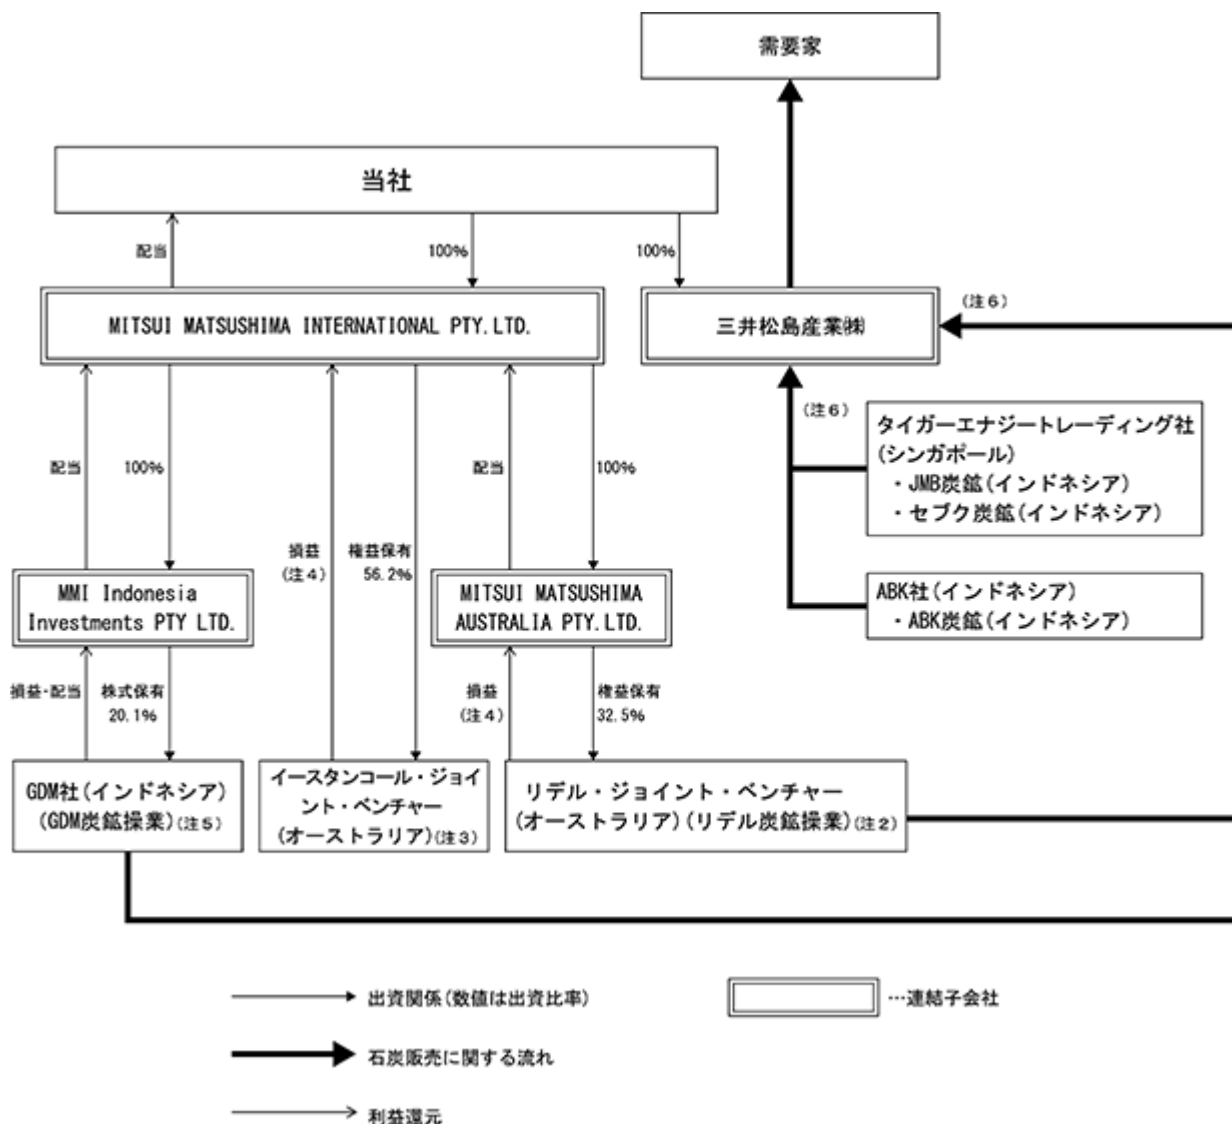 需要家
当社
配当
100%
100%
MITSUI MATSUSHIMA INTERNATIONAL PTY.LTD.
三井松島産業㈱
(注6)
(注6)
タイガーエナジートレーディング社
(シンガポール)
・JMB炭鉱(インドネシア)
・セブク炭鉱(インドネシア)
配当
100%
損益
(注4)
権益保有
56.2%
配当
100%
MMI Indonesia
Investments PTY LTD.
MITSUI MATSUSHIMA
AUSTRALIA PTY.LTD.
ABK社(インドネシア)
・ABK炭鉱(インドネシア)
損益・配当
株式保有
20.1%
損益
(注4)
権益保有
32.5%
GDM社(インドネシア)
(GDM炭鉱操業)(注5)
イースタンコール・ジョイ
ント・ベンチャー
(オーストラリア)(注3)
リデル・ジョイント・ベンチャー
(オーストラリア)(リデル炭鉱操業)(注2)
出資関係(数値は出資比率)
…連結子会社
石炭販売に関する流れ
利益還元